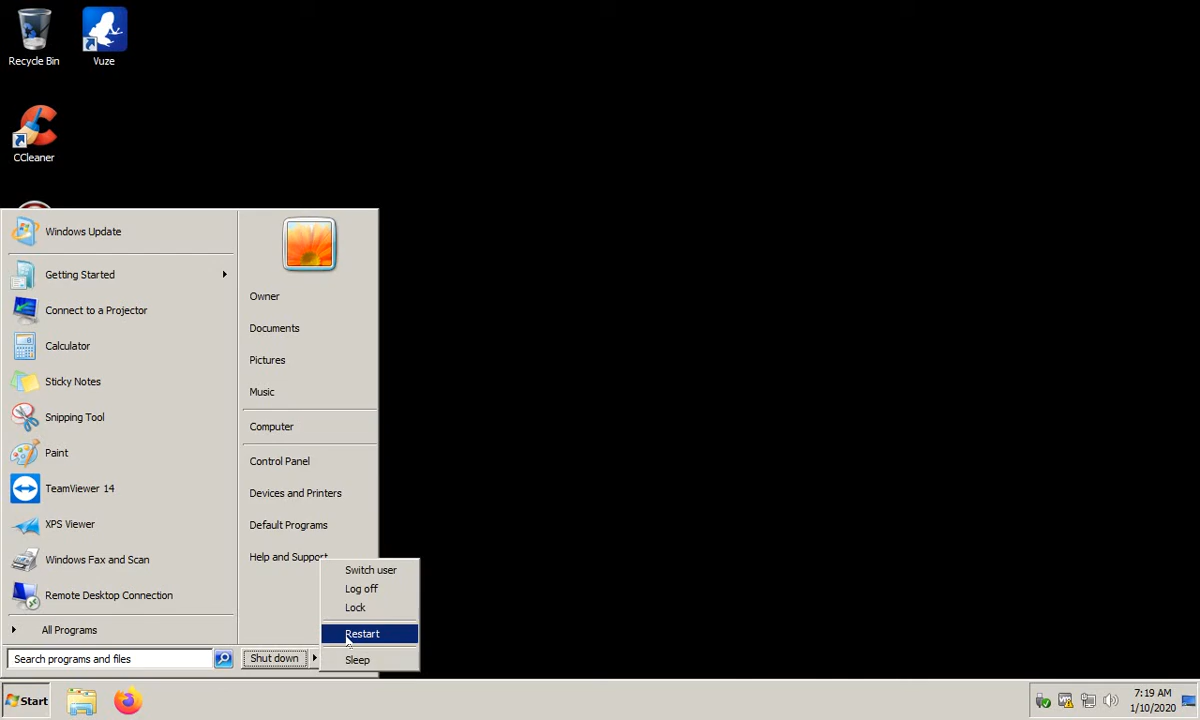 Recycle Bin
Vuze
CCleaner
Windows Update
Getting Started
Connect to a Projector
Calculator
Sticky Notes
Snipping Tool
Paint
TeamViewer 14
XPS Viewer
Windows Fax and Scan
Remote Desktop Connection
All Programs
Search programs and files
Owner
Documents
Pictures
Music
Computer
Control Panel
Devices and Printers
Default Programs
Help and Support
Shut down
Switch user
Log off
Lock
Restart
Sleep
Start
7:19 AM
1/10/2020